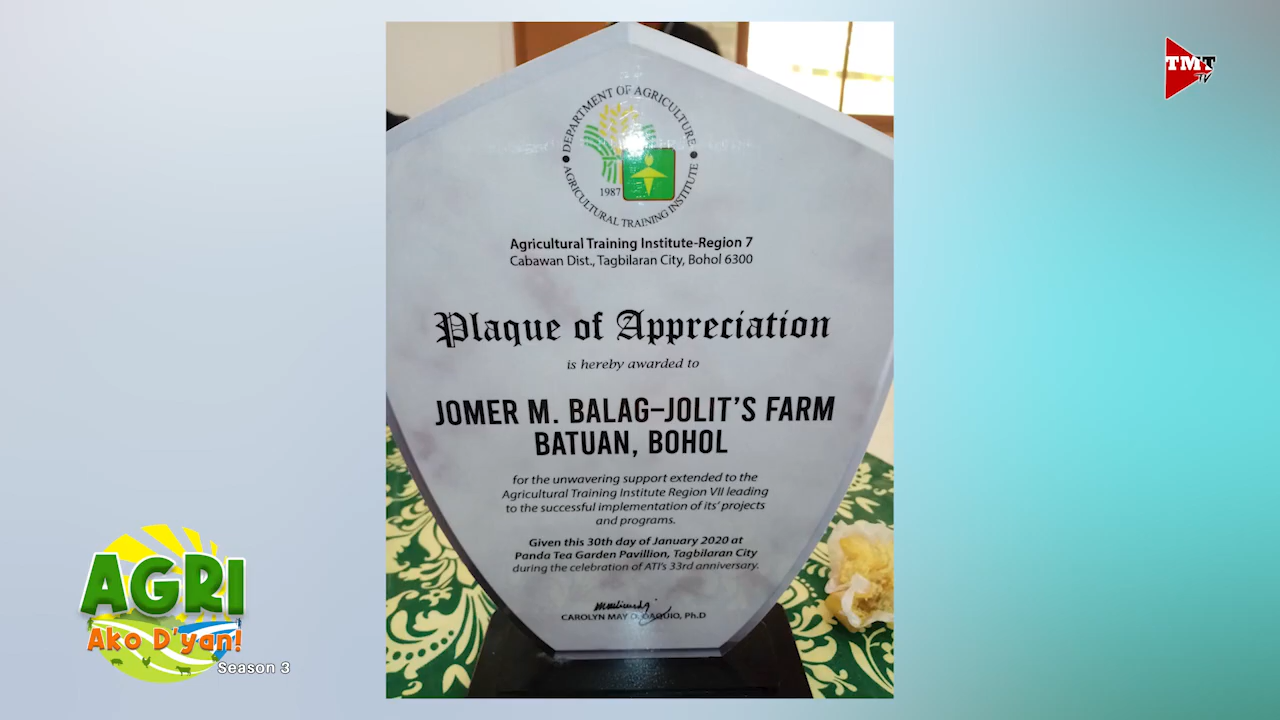 TMT
TV
DEPARTMENT OF AGRICULTURE
1987
AGRICULTURAL TRAINING INSTITUTE
Agricultural Training Institute-Region 7
Cabawan Dist., Tagbilaran City, Bohol 6300
Plaque of Appreciation
is hereby awarded to
JOMER M. BALAG–JOLIT'S FARM
BATUAN, BOHOL
for the unwavering support extended to the
Agricultural Training Institute Region VII leading
to the successful implementation of its' projects
and programs.
Given this 30th day of January 2020 at
Panda Tea Garden Pavillion, Tagbilaran City
during the celebration of ATI's 33rd anniversary.
CAROLYN MAY O. DAQUIO, Ph.D
AGRI
Ako D'yan!
Season 3